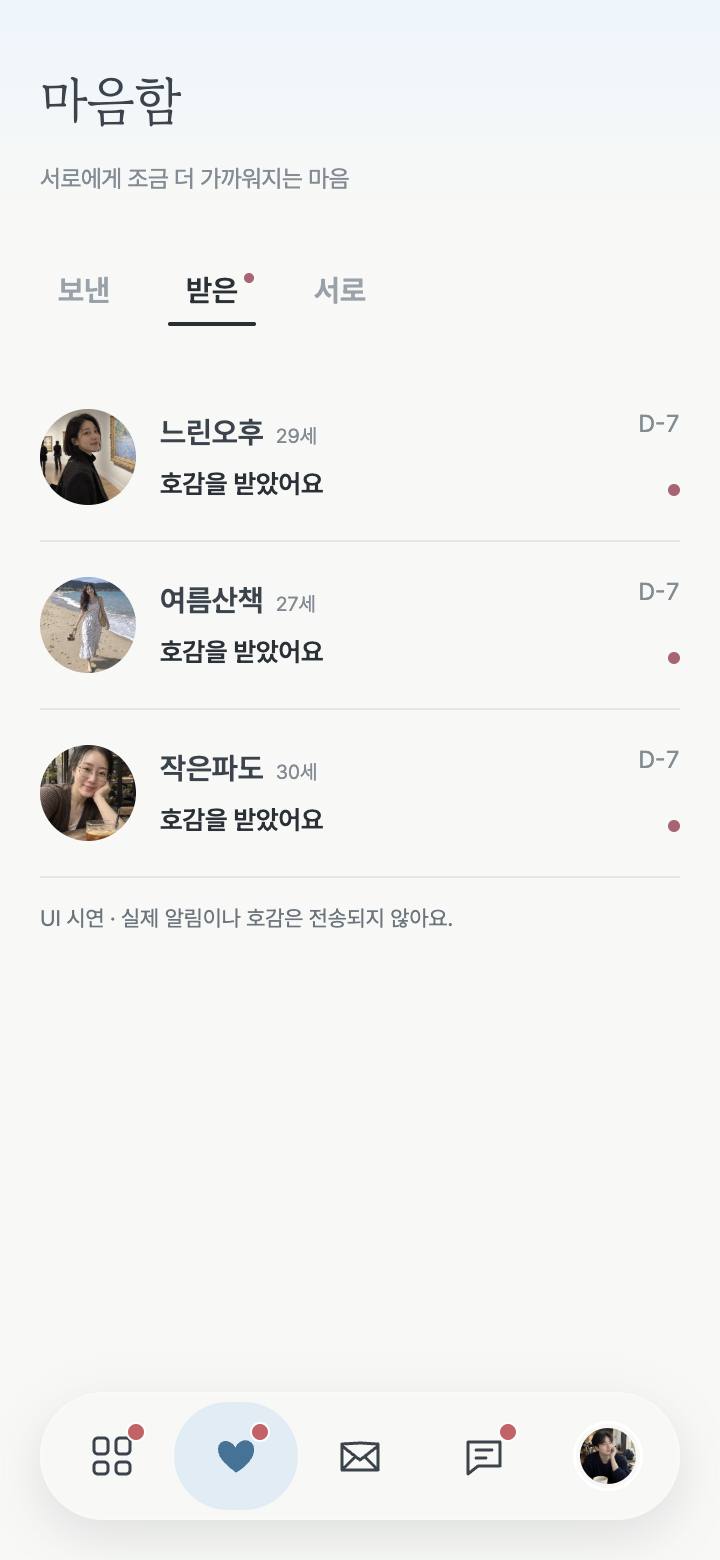 마음함
서로에게 조금 더 가까워지는 마음
보낸 받은 서로
느린오후 29세 D-7
호감을 받았어요
여름산책 27세 D-7
호감을 받았어요
작은파도 30세 D-7
호감을 받았어요
UI 시연 · 실제 알림이나 호감은 전송되지 않아요.